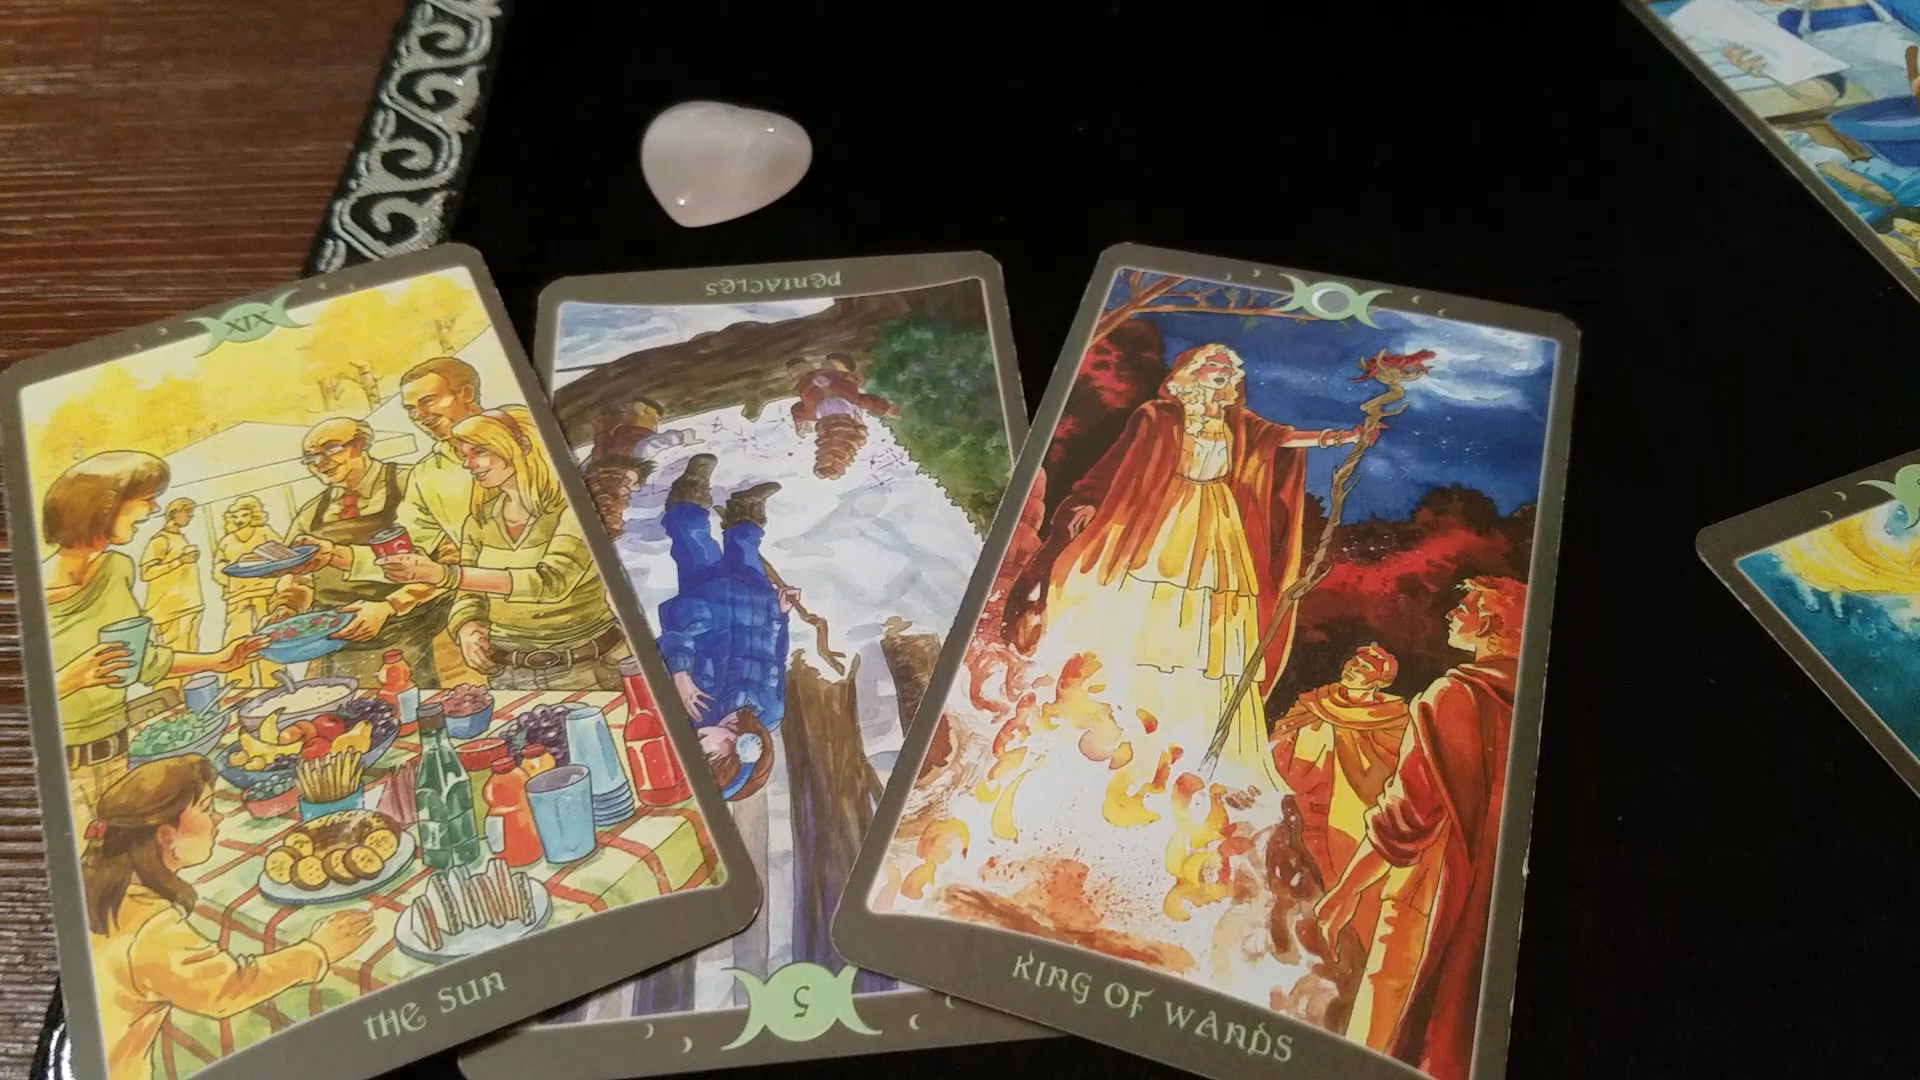 XIX
THE SUN
PENTACLES
5
KING OF WANDS